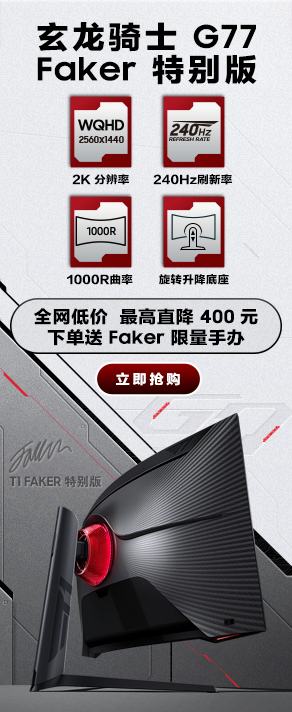 玄龙骑士 G77
Faker 特别版
WQHD
2560x1440
240Hz
REFRESH RATE
2K 分辨率
240Hz刷新率
1000R
1000R曲率
旋转升降底座
全网低价 最高直降 400 元
下单送 Faker 限量手办
立即抢购
Faker
T1 FAKER 特别版